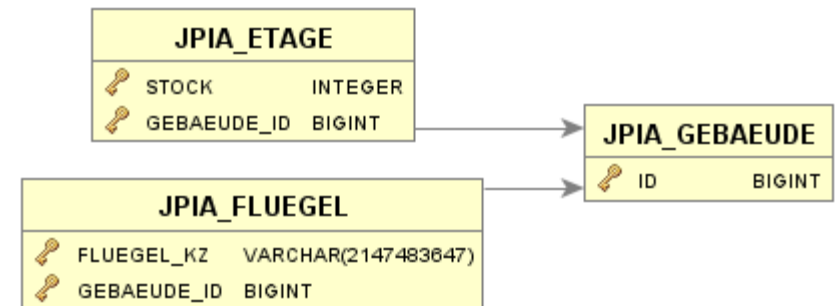 JPIA_ETAGE
STOCK INTEGER
GEBAEUDE_ID BIGINT
JPIA_GEBAEUDE
ID BIGINT
JPIA_FLUEGEL
FLUEGEL_KZ VARCHAR(2147483647)
GEBAEUDE_ID BIGINT